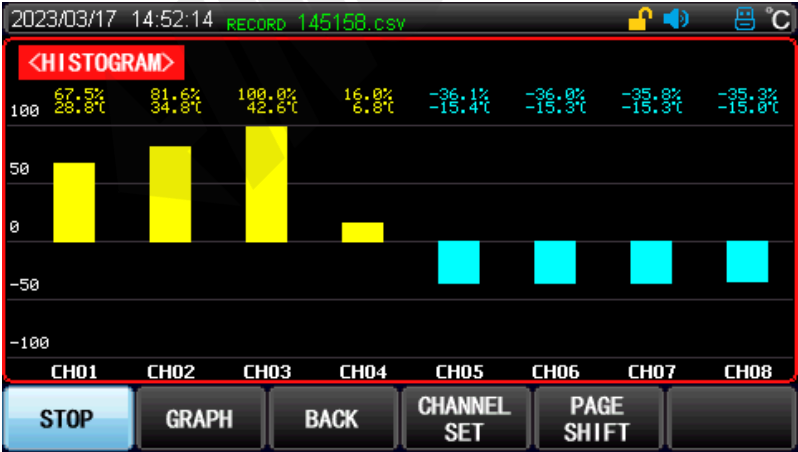 2023/03/17 14:52:14 RECORD 145158.csv °C
<HISTOGRAM>
67.5% 81.6% 100.0% 16.0% -36.1% -36.0% -35.8% -35.3%
28.8℃ 34.8℃ 42.6℃ 6.8℃ -15.4℃ -15.3℃ -15.3℃ -15.0℃
100
50
0
-50
-100
CH01 CH02 CH03 CH04 CH05 CH06 CH07 CH08
STOP GRAPH BACK CHANNEL SET PAGE SHIFT